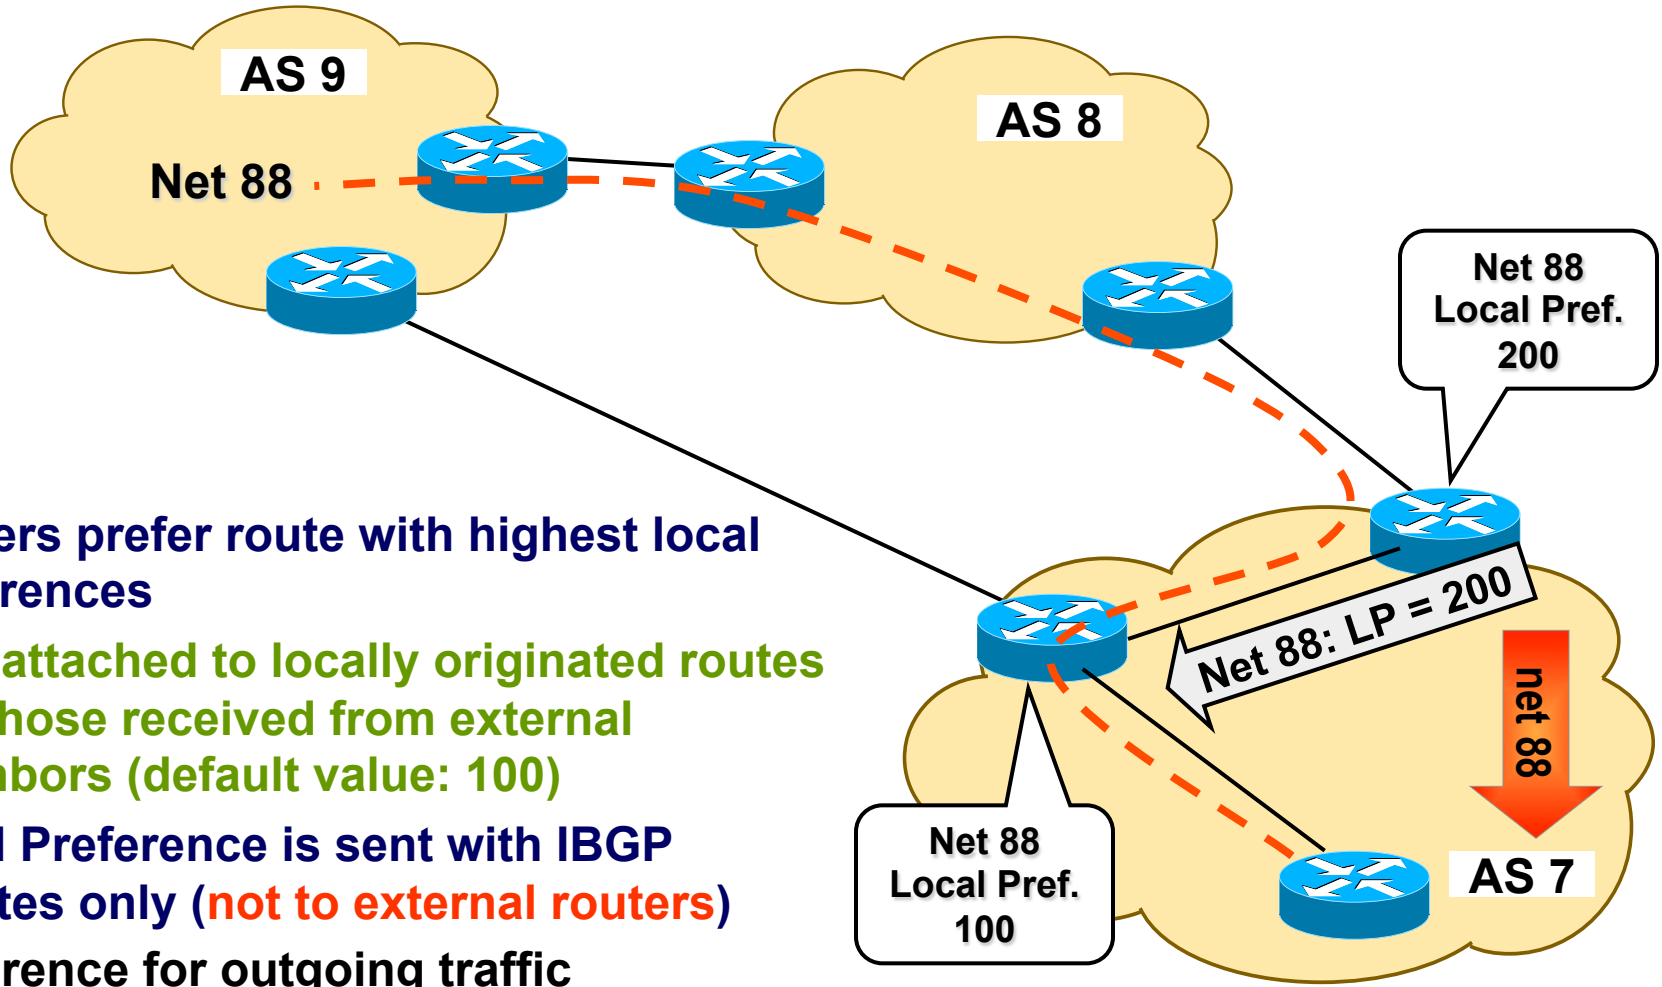 AS 9
AS 8
Net 88
Net 88
Local Pref.
200
ers prefer route with highest local
rences
attached to locally originated routes
hose received from external
nbors (default value: 100)
l Preference is sent with IBGP
tes only (not to external routers)
rence for outgoing traffic
Net 88: LP = 200
net 88
Net 88
Local Pref.
100
AS 7